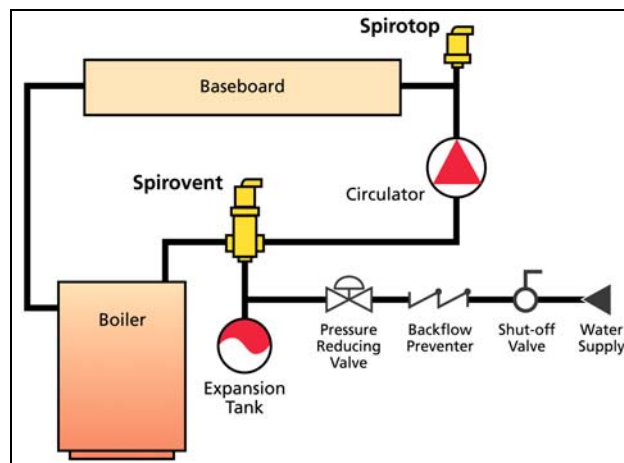 Spirotop
Baseboard
Spirovent
Circulator
Boiler
Pressure
Reducing
Valve
Backflow
Preventer
Shut-off
Valve
Water
Supply
Expansion
Tank